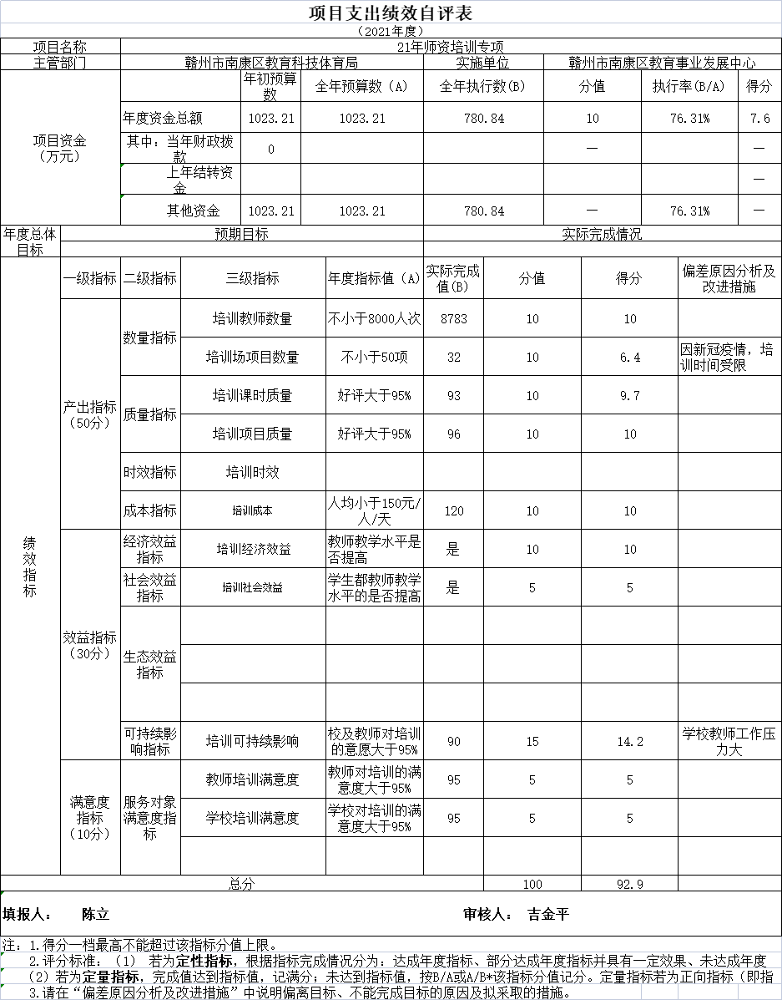 项目支出绩效自评表
（2021年度）
项目名称 21年师资培训专项
主管部门 赣州市南康区教育科技体育局 实施单位 赣州市南康区教育事业发展中心
项目资金（万元） 年初预算数 全年预算数（A） 全年执行数(B) 分值 执行率(B/A) 得分
年度资金总额 1023.21 1023.21 780.84 10 76.31% 7.6
其中：当年财政拨款 0 — —
上年结转资金 —
其他资金 1023.21 1023.21 780.84 — 76.31% —
年度总体目标 预期目标 实际完成情况
绩效指标 一级指标 二级指标 三级指标 年度指标值（A） 实际完成值(B) 分值 得分 偏差原因分析及改进措施
产出指标（50分） 数量指标 培训教师数量 不小于8000人次 8783 10 10
培训场项目数量 不小于50项 32 10 6.4 因新冠疫情，培训时间受限
质量指标 培训课时质量 好评大于95% 93 10 9.7
培训项目质量 好评大于95% 96 10 10
时效指标 培训时效
成本指标 培训成本 人均小于150元/人/天 120 10 10
效益指标（30分） 经济效益指标 培训经济效益 教师教学水平是否提高 是 10 10
社会效益指标 培训社会效益 学生都教师教学水平的是否提高 是 5 5
生态效益指标
可持续影响指标 培训可持续影响 校及教师对培训的意愿大于95% 90 15 14.2 学校教师工作压力大
满意度指标（10分） 服务对象满意度指标 教师培训满意度 教师对培训的满意度大于95% 95 5 5
学校培训满意度 学校对培训的满意度大于95% 95 5 5
总分 100 92.9
填报人： 陈立 审核人： 吉金平
注：1.得分一档最高不能超过该指标分值上限。
2.评分标准：（1） 若为定性指标，根据指标完成情况分为：达成年度指标、部分达成年度指标并具有一定效果、未达成年度
（2）若为定量指标，完成值达到指标值，记满分；未达到指标值，按B/A或A/B*该指标分值记分。定量指标若为正向指标（即指
3.请在“偏差原因分析及改进措施”中说明偏离目标、不能完成目标的原因及拟采取的措施。